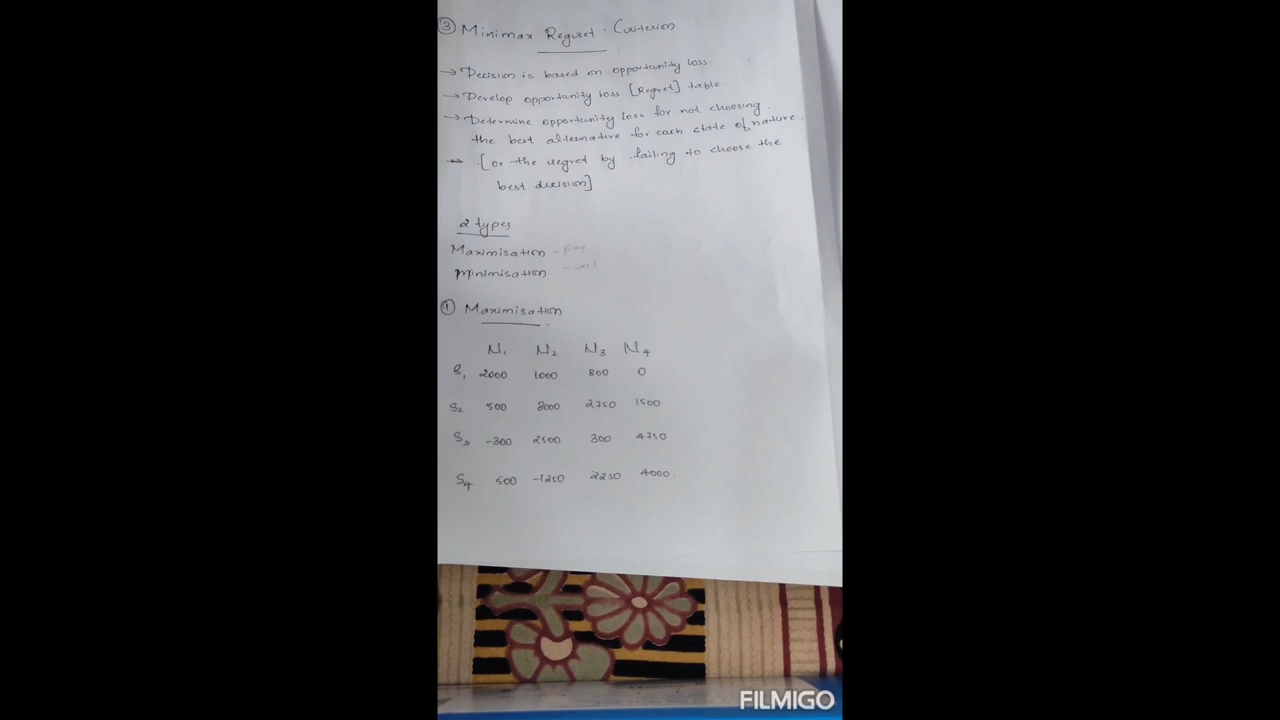 ③ Minimax Regret Criterion
→ Decision is based on opportunity loss.
→ Develop opportunity loss [Regret] table.
→ Determine opportunity loss for not choosing
the best alternative for each state of nature.
[or the regret by failing to choose the
best decision]
2 types
Maximisation - pay
Minimisation - cost
① Maximisation
N₁ N₂ N₃ N₄
S₁ 2000 1000 800 0
S₂ 500 3000 2750 1500
S₃ -300 2500 300 4750
S₄ 500 -1250 2250 4000
FILMIGO